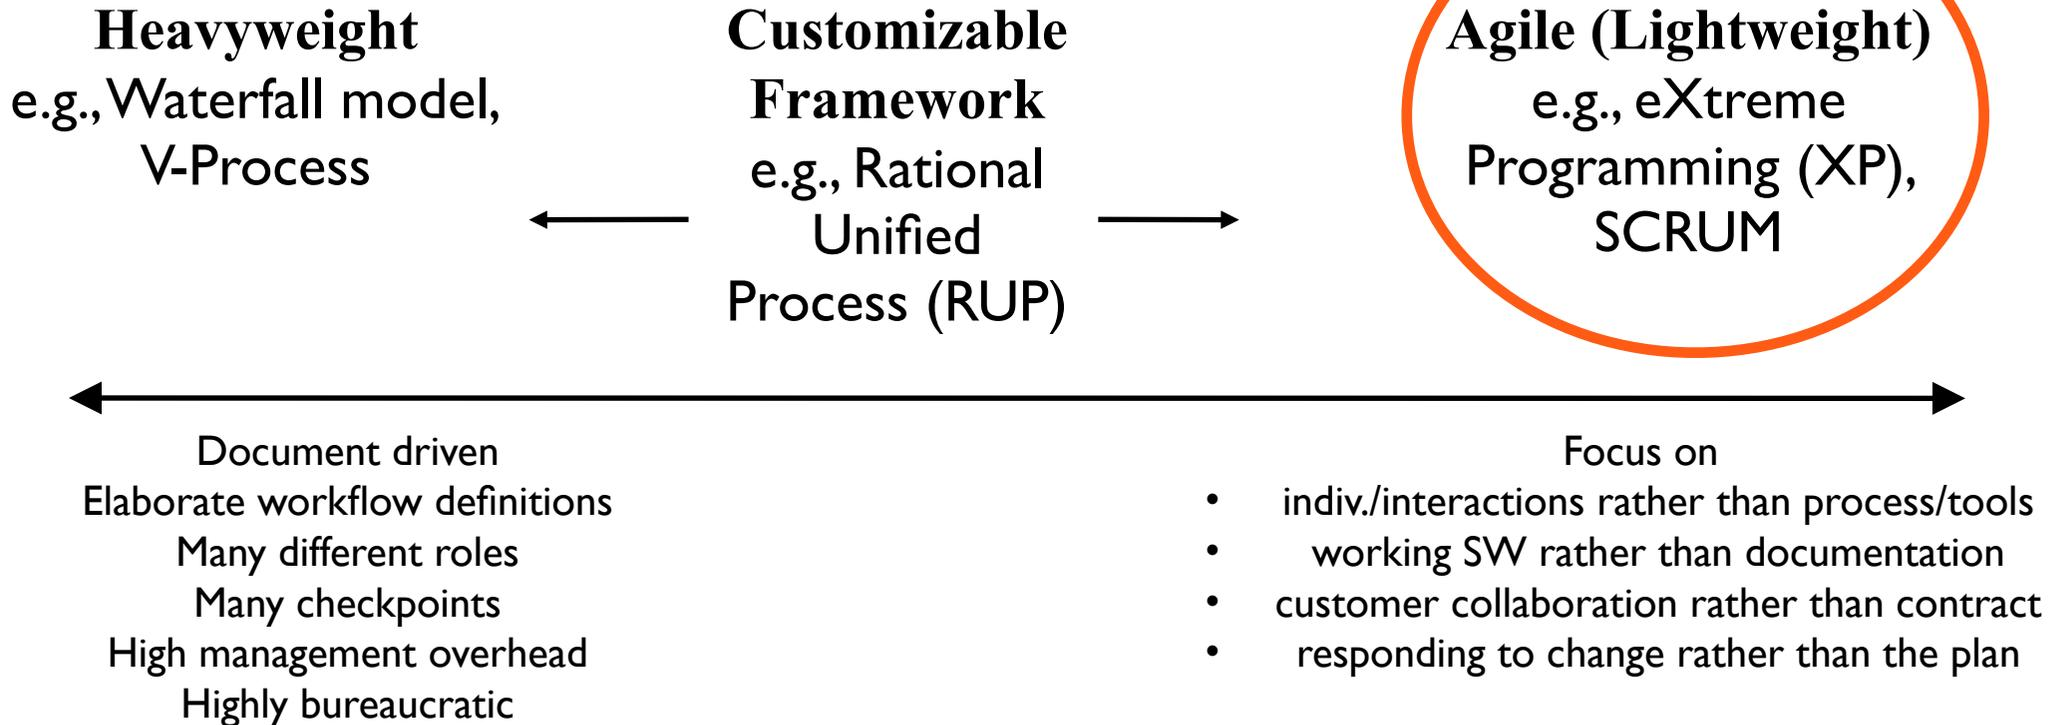 Heavyweight
e.g., Waterfall model,
V-Process
Customizable
Framework
e.g., Rational
Unified
Process (RUP)
Agile (Lightweight)
e.g., eXtreme
Programming (XP),
SCRUM
Document driven
Elaborate workflow definitions
Many different roles
Many checkpoints
High management overhead
Highly bureaucratic
Focus on
• indiv./interactions rather than process/tools
• working SW rather than documentation
• customer collaboration rather than contract
• responding to change rather than the plan